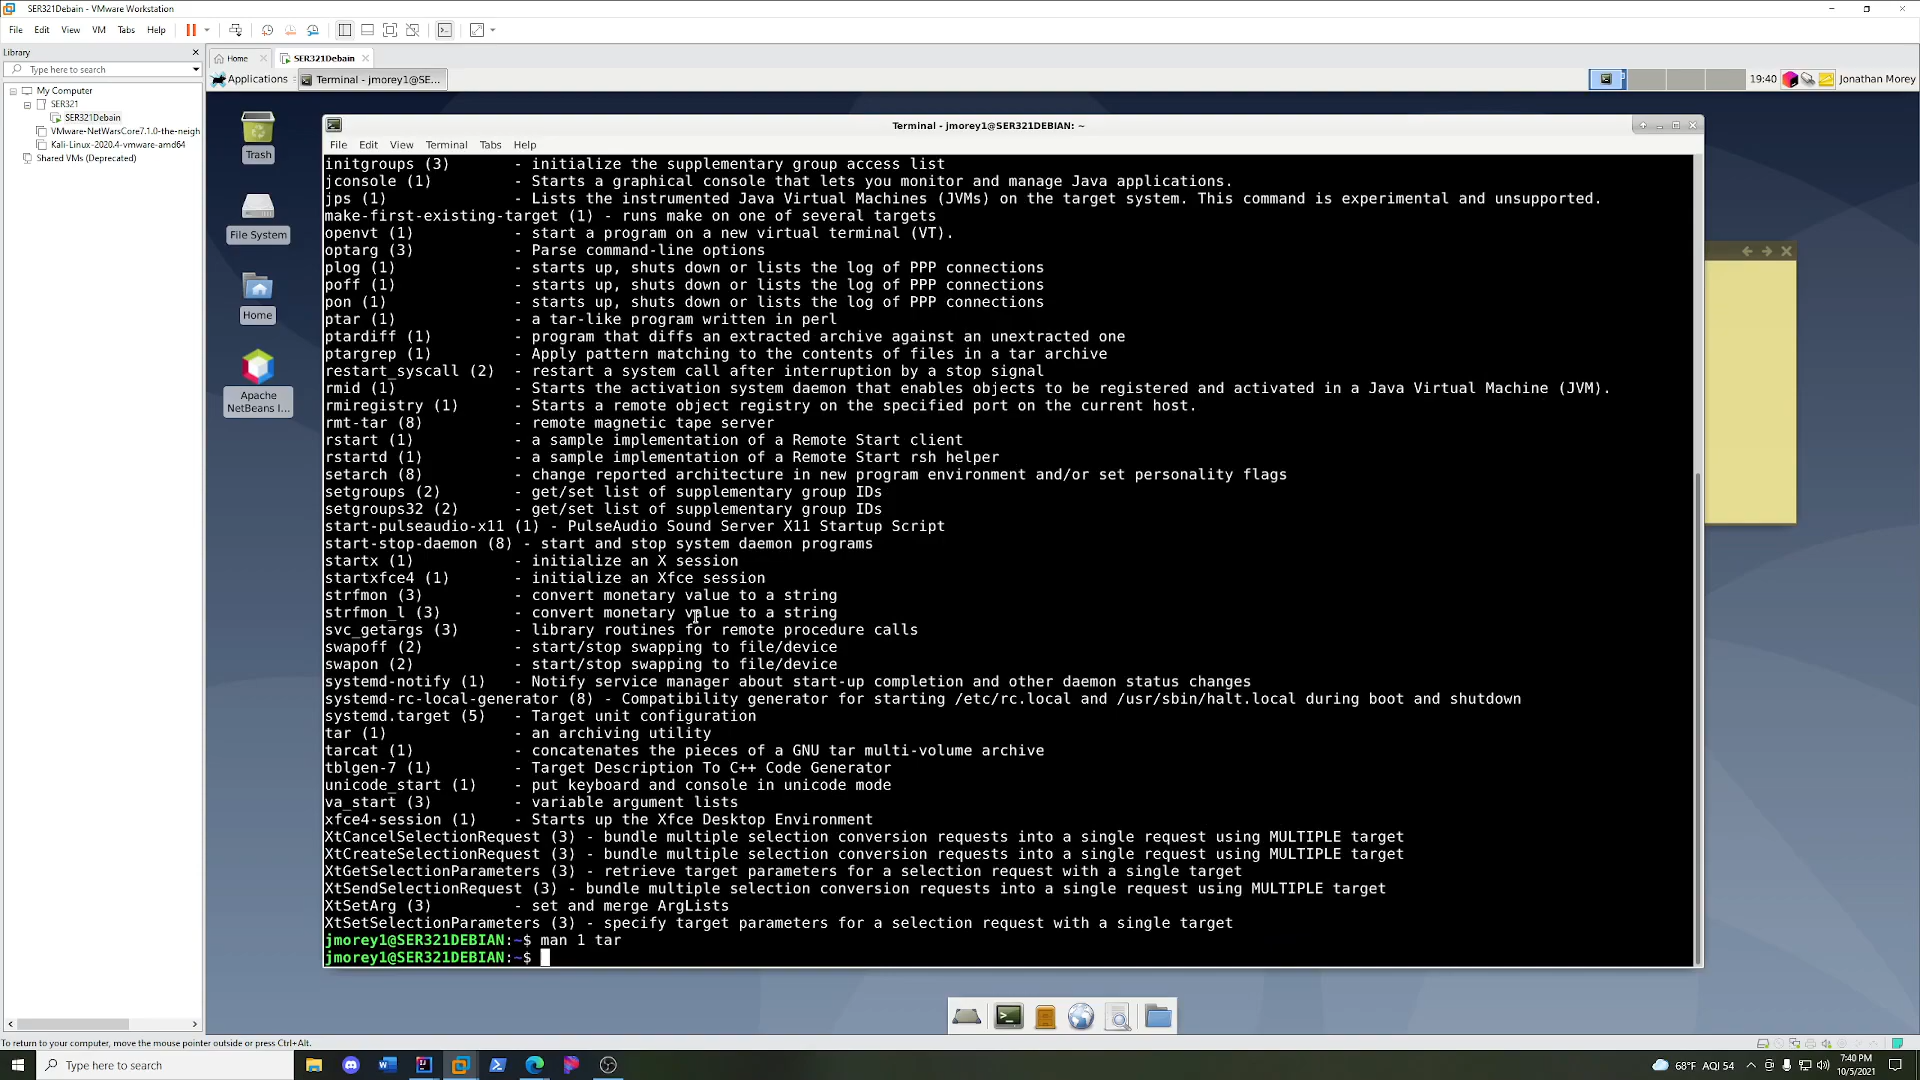 SER321Debain - VMware Workstation
File Edit View VM Tabs Help
Library
Type here to search
My Computer
SER321
SER321Debain
VMware-NetWarsCore7.1.0-the-neigh
Kali-Linux-2020.4-vmware-amd64
Shared VMs (Deprecated)
Home SER321Debain
Applications Terminal - jmorey1@SE... 19:40 Jonathan Morey
Trash
File System
Home
Apache
NetBeans I...
Terminal - jmorey1@SER321DEBIAN: ~
File Edit View Terminal Tabs Help
initgroups (3) - initialize the supplementary group access list
jconsole (1) - Starts a graphical console that lets you monitor and manage Java applications.
jps (1) - Lists the instrumented Java Virtual Machines (JVMs) on the target system. This command is experimental and unsupported.
make-first-existing-target (1) - runs make on one of several targets
openvt (1) - start a program on a new virtual terminal (VT).
optarg (3) - Parse command-line options
plog (1) - starts up, shuts down or lists the log of PPP connections
poff (1) - starts up, shuts down or lists the log of PPP connections
pon (1) - starts up, shuts down or lists the log of PPP connections
ptar (1) - a tar-like program written in perl
ptardiff (1) - program that diffs an extracted archive against an unextracted one
ptargrep (1) - Apply pattern matching to the contents of files in a tar archive
restart_syscall (2) - restart a system call after interruption by a stop signal
rmid (1) - Starts the activation system daemon that enables objects to be registered and activated in a Java Virtual Machine (JVM).
rmiregistry (1) - Starts a remote object registry on the specified port on the current host.
rmt-tar (8) - remote magnetic tape server
rstart (1) - a sample implementation of a Remote Start client
rstartd (1) - a sample implementation of a Remote Start rsh helper
setarch (8) - change reported architecture in new program environment and/or set personality flags
setgroups (2) - get/set list of supplementary group IDs
setgroups32 (2) - get/set list of supplementary group IDs
start-pulseaudio-x11 (1) - PulseAudio Sound Server X11 Startup Script
start-stop-daemon (8) - start and stop system daemon programs
startx (1) - initialize an X session
startxfce4 (1) - initialize an Xfce session
strfmon (3) - convert monetary value to a string
strfmon_l (3) - convert monetary value to a string
svc_getargs (3) - library routines for remote procedure calls
swapoff (2) - start/stop swapping to file/device
swapon (2) - start/stop swapping to file/device
systemd-notify (1) - Notify service manager about start-up completion and other daemon status changes
systemd-rc-local-generator (8) - Compatibility generator for starting /etc/rc.local and /usr/sbin/halt.local during boot and shutdown
systemd.target (5) - Target unit configuration
tar (1) - an archiving utility
tarcat (1) - concatenates the pieces of a GNU tar multi-volume archive
tblgen-7 (1) - Target Description To C++ Code Generator
unicode_start (1) - put keyboard and console in unicode mode
va_start (3) - variable argument lists
xfce4-session (1) - Starts up the Xfce Desktop Environment
XtCancelSelectionRequest (3) - bundle multiple selection conversion requests into a single request using MULTIPLE target
XtCreateSelectionRequest (3) - bundle multiple selection conversion requests into a single request using MULTIPLE target
XtGetSelectionParameters (3) - retrieve target parameters for a selection request with a single target
XtSendSelectionRequest (3) - bundle multiple selection conversion requests into a single request using MULTIPLE target
XtSetArg (3) - set and merge ArgLists
XtSetSelectionParameters (3) - specify target parameters for a selection request with a single target
jmorey1@SER321DEBIAN:~$ man 1 tar
jmorey1@SER321DEBIAN:~$
To return to your computer, move the mouse pointer outside or press Ctrl+Alt.
Type here to search
68°F AQI 54
7:40 PM
10/5/2021